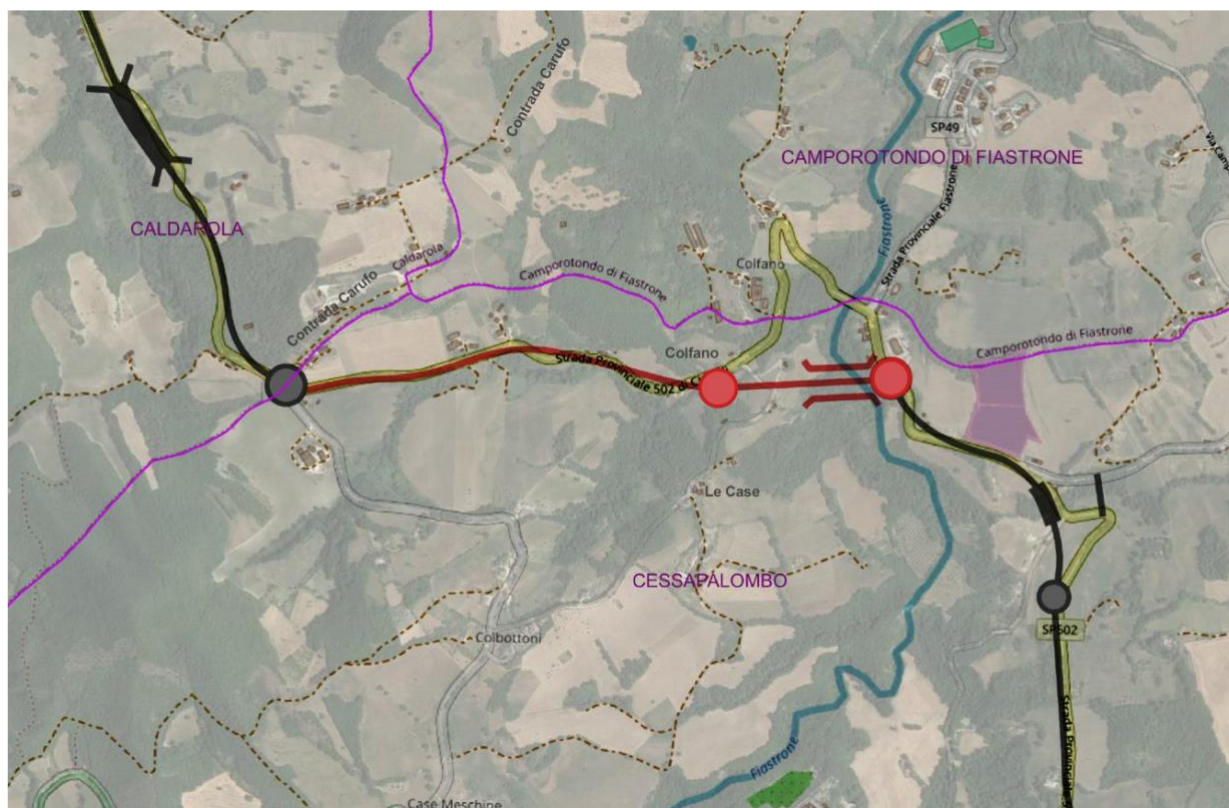 Contrada Carufo
SP49
CAMPOROTONDO DI FIASTRONE
Fiastrone
Strada Provinciale Fiastrone
CALDAROLA
Caldarola
Contrada Carufo
Camporotondo di Fiastrone
Colfano
Camporotondo di Fiastrone
Colfano
Strada Provinciale 502 di
Le Case
CESSAPALOMBO
Colbottoni
SP502
Fiastrone
Case Meschine